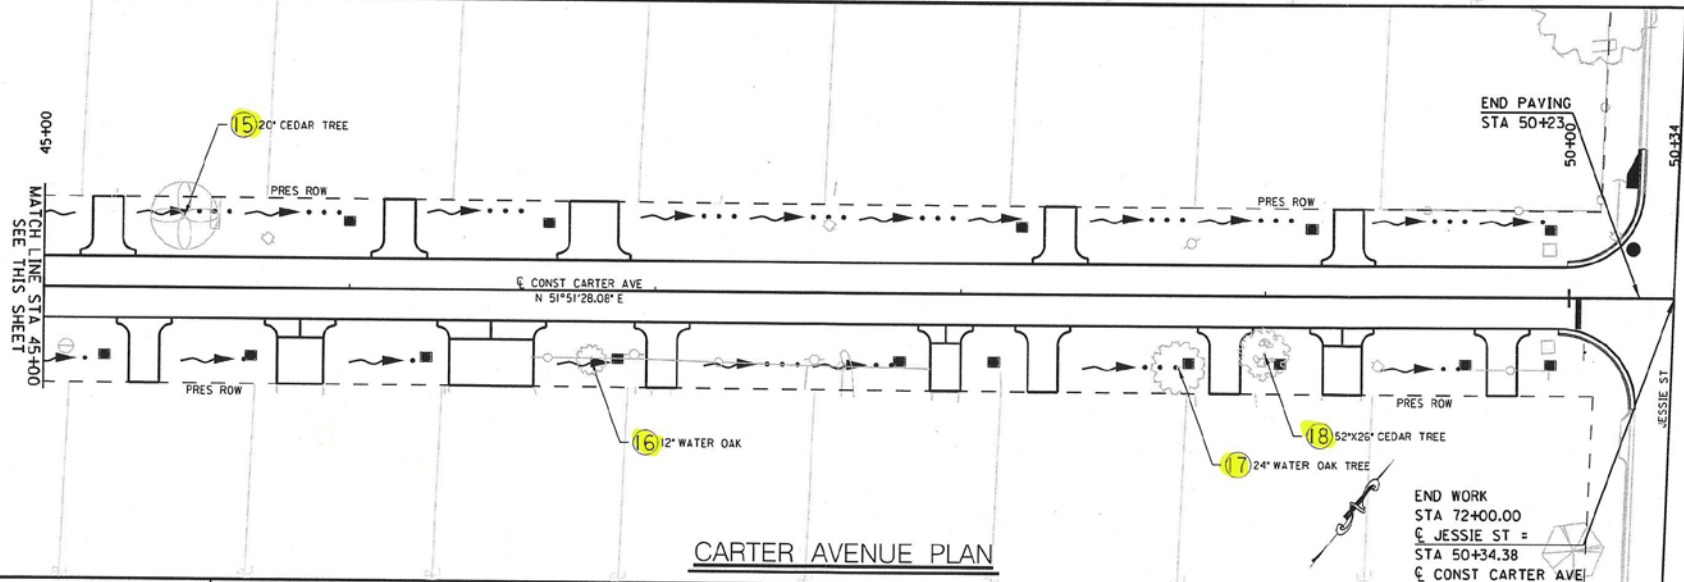 END PAVING
STA 50+23
45+00
15 20" CEDAR TREE
50+00
50+34
PRES ROW
PRES ROW
MATCH LINE STA 45+00
SEE THIS SHEET
℄ CONST CARTER AVE
N 51°51'28.08" E
PRES ROW
PRES ROW
JESSIE ST
16 12" WATER OAK
18 52"X26" CEDAR TREE
17 24" WATER OAK TREE
CARTER AVENUE PLAN
END WORK
STA 72+00.00
℄ JESSIE ST =
STA 50+34.38
℄ CONST CARTER AVE